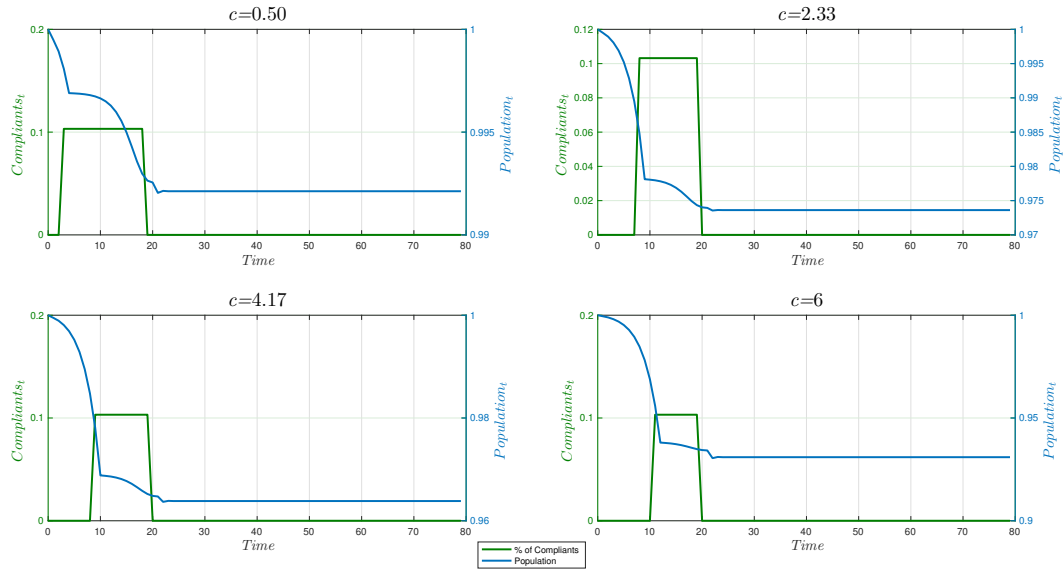 c=0.50
0.2
0.1
0
Compliants_t
1
0.995
0.99
Population_t
0 10 20 30 40 50 60 70 80
Time
c=2.33
0.12
0.1
0.08
0.06
0.04
0.02
0
Compliants_t
1
0.995
0.99
0.985
0.98
0.975
0.97
Population_t
0 10 20 30 40 50 60 70 80
Time
c=4.17
0.2
0.1
0
Compliants_t
1
0.98
0.96
Population_t
0 10 20 30 40 50 60 70 80
Time
c=6
0.2
0.1
0
Compliants_t
1
0.95
0.9
Population_t
0 10 20 30 40 50 60 70 80
Time
% of Compliants
Population